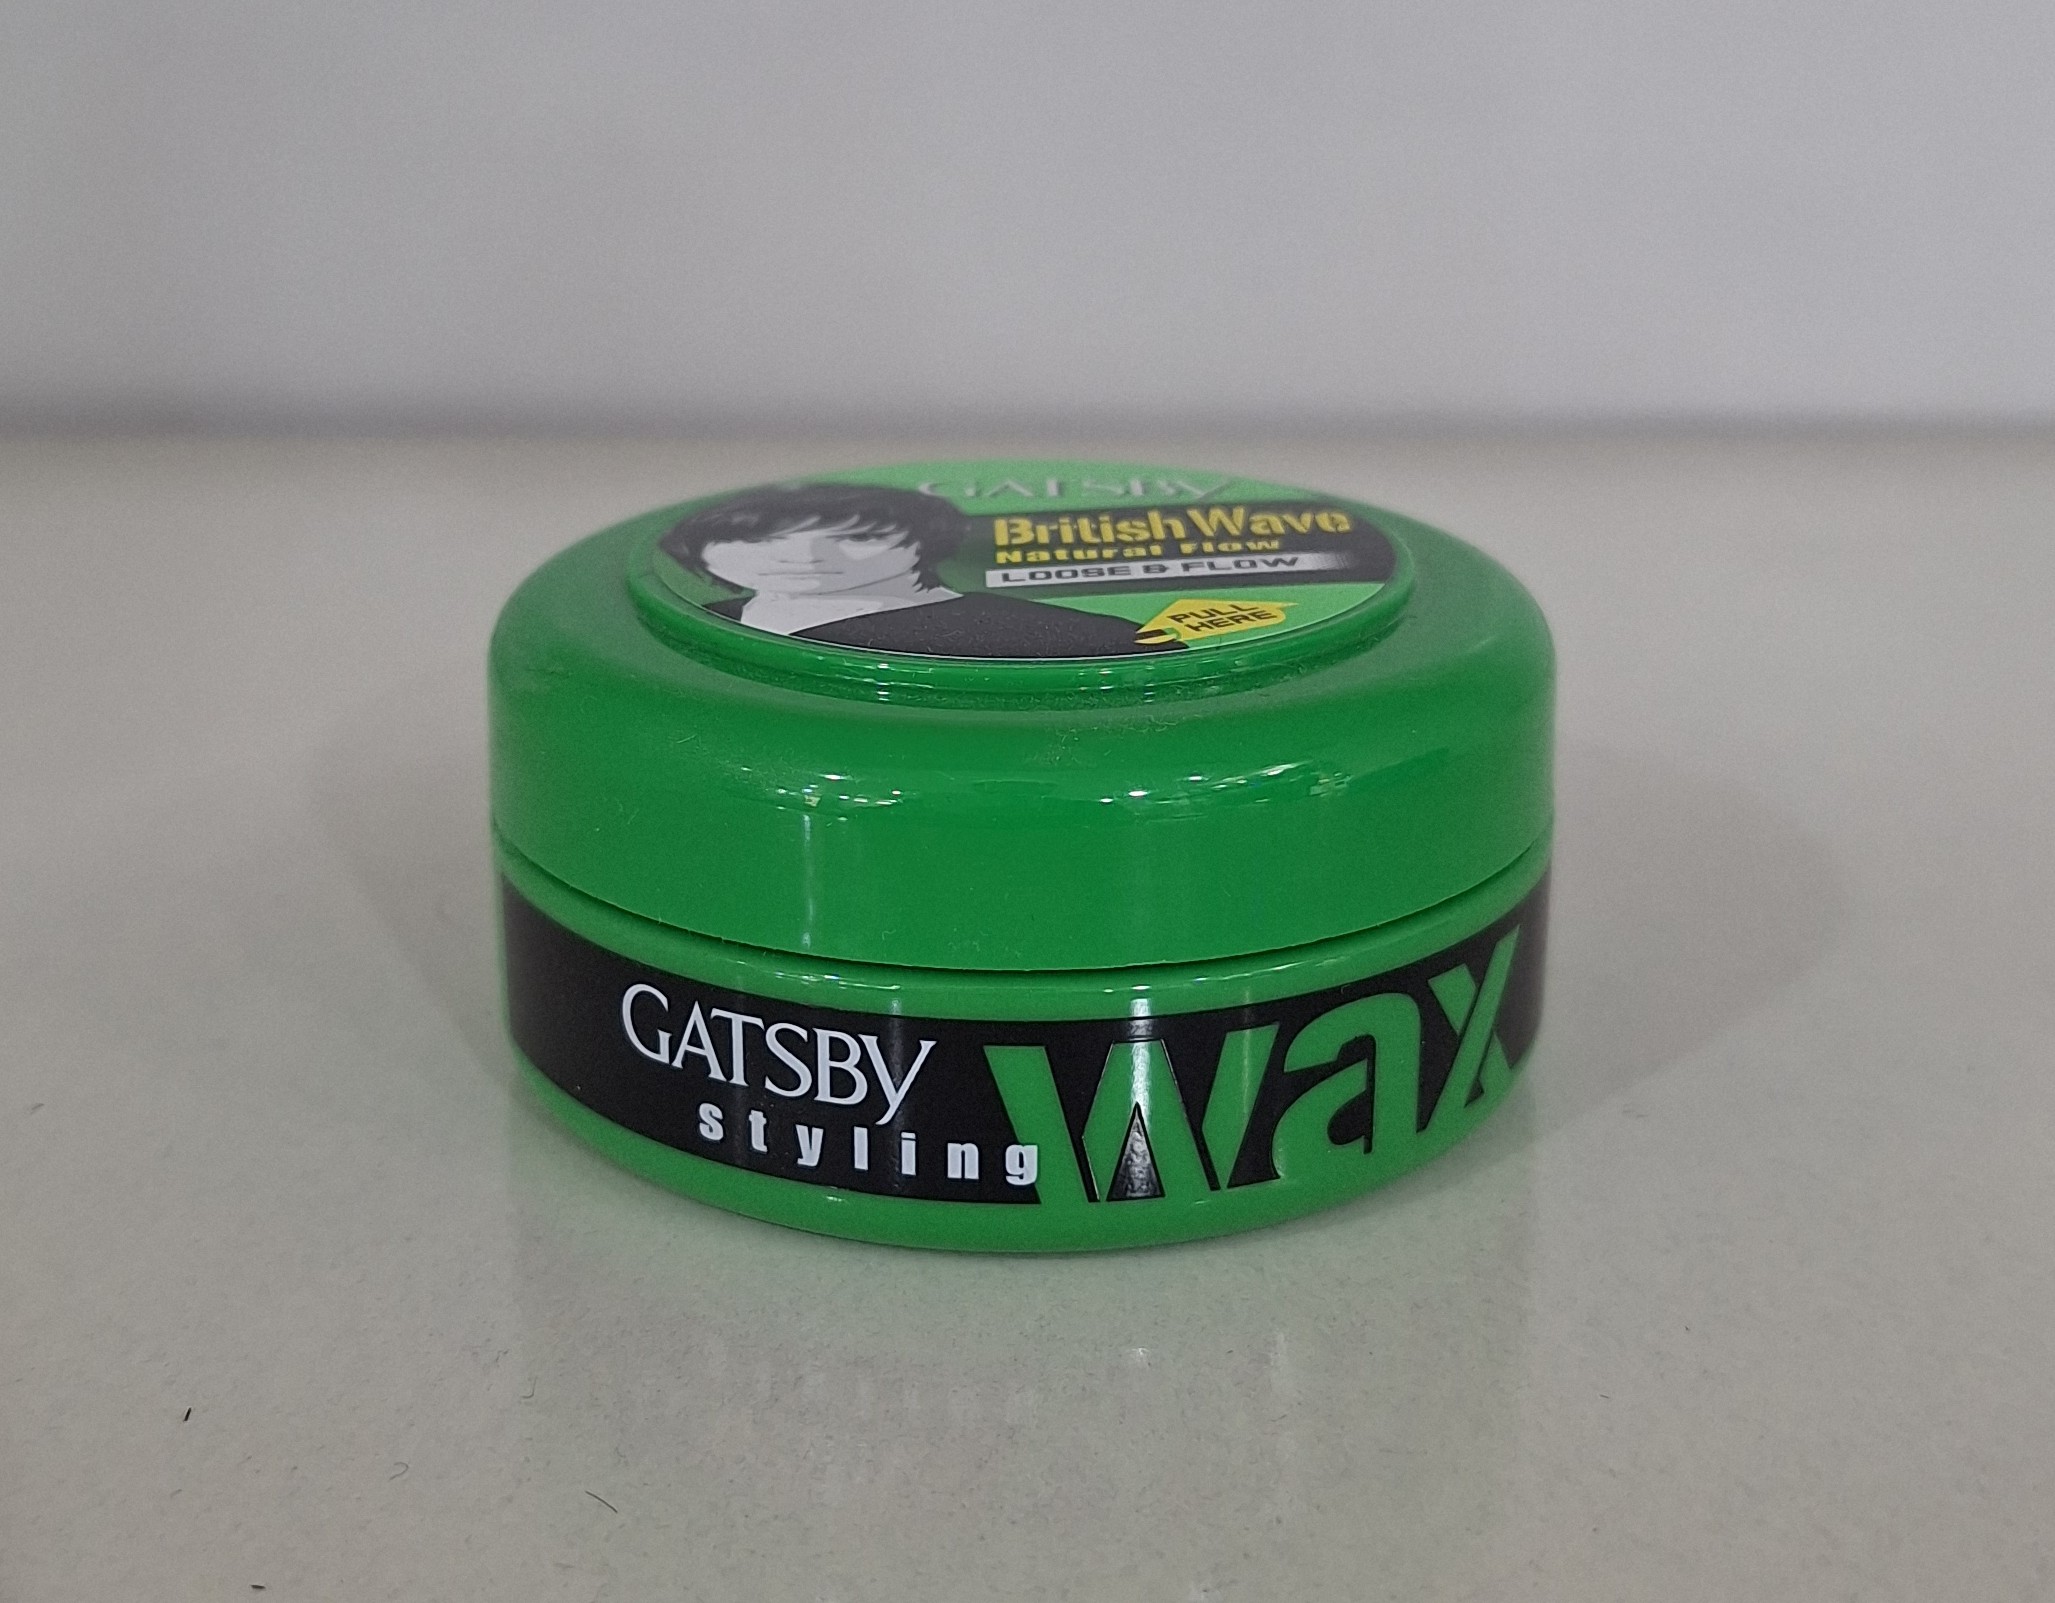 GATSBY
British Wave
Natural Flow
LOOSE & FLOW
PULL
HERE
GATSBY
styling
Wax